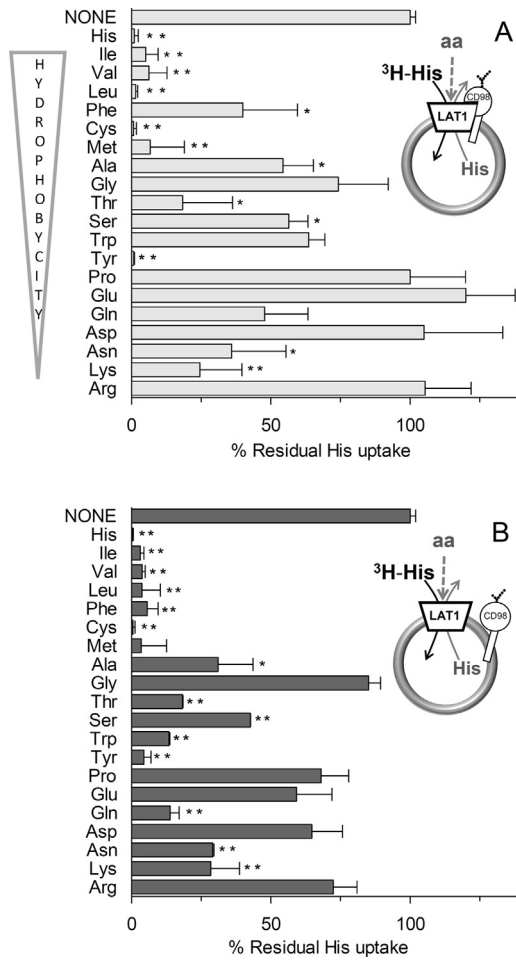 H
Y
D
R
O
P
H
O
B
Y
C
I
T
Y
A
aa
³H-His
CD98
LAT1
His
NONE
His **
Ile **
Val **
Leu **
Phe *
Cys **
Met **
Ala *
Gly
Thr *
Ser *
Trp
Tyr **
Pro
Glu
Gln
Asp
Asn *
Lys **
Arg
0 50 100
% Residual His uptake
B
aa
³H-His
LAT1
CD98
His
NONE
His **
Ile **
Val **
Leu **
Phe **
Cys **
Met
Ala *
Gly
Thr **
Ser **
Trp **
Tyr **
Pro
Glu
Gln **
Asp
Asn **
Lys **
Arg
0 50 100
% Residual His uptake